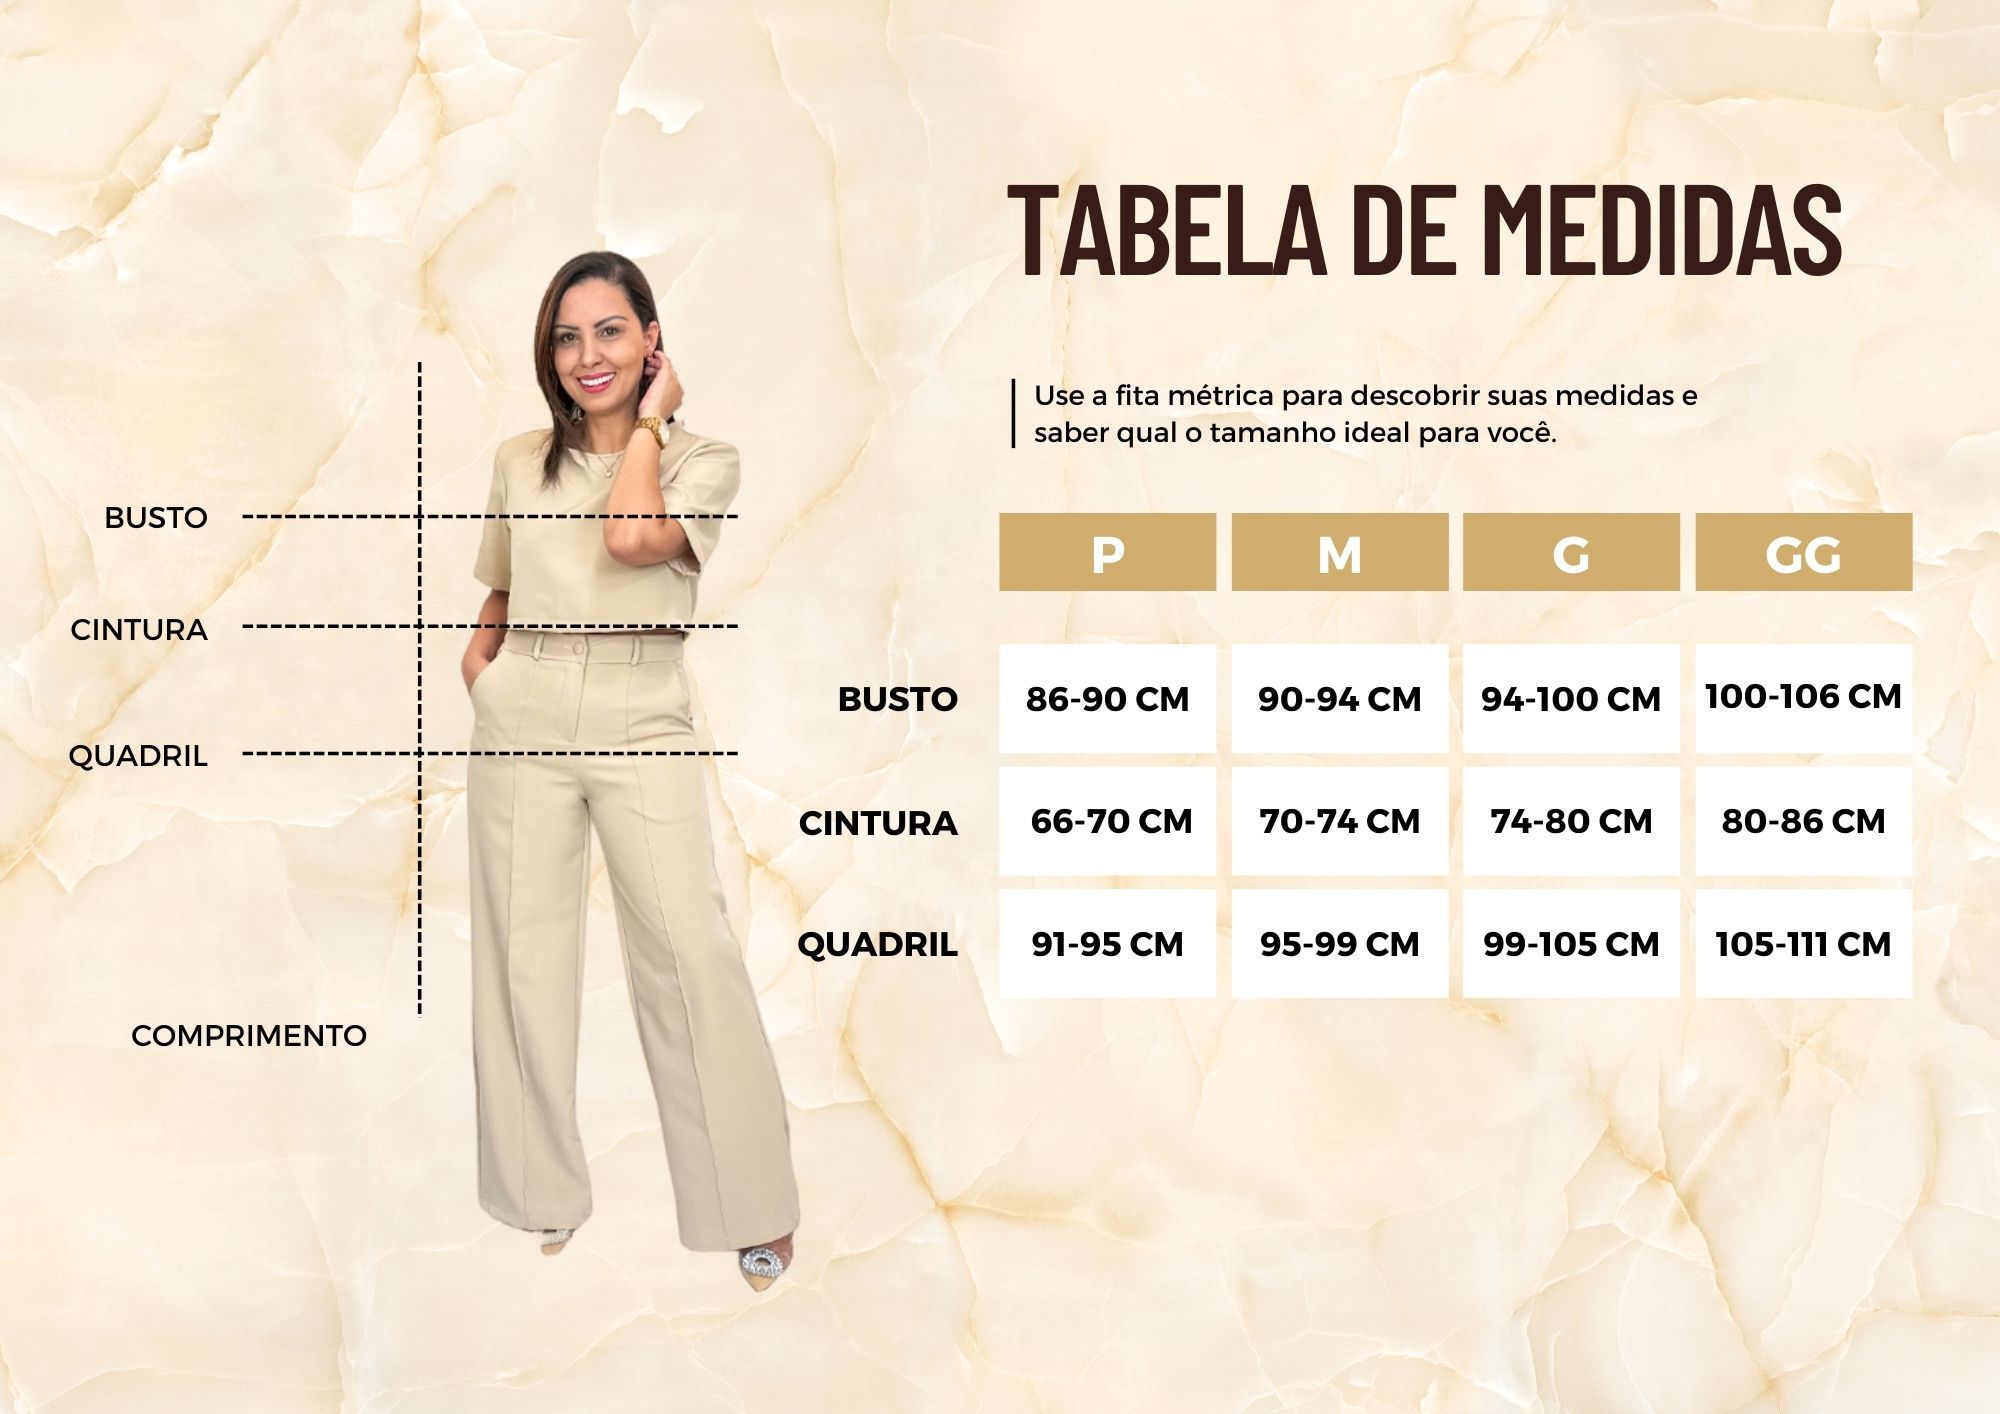 TABELA DE MEDIDAS
Use a fita métrica para descobrir suas medidas e
saber qual o tamanho ideal para você.
BUSTO
CINTURA
QUADRIL
COMPRIMENTO
P M G GG
BUSTO 86-90 CM 90-94 CM 94-100 CM 100-106 CM
CINTURA 66-70 CM 70-74 CM 74-80 CM 80-86 CM
QUADRIL 91-95 CM 95-99 CM 99-105 CM 105-111 CM